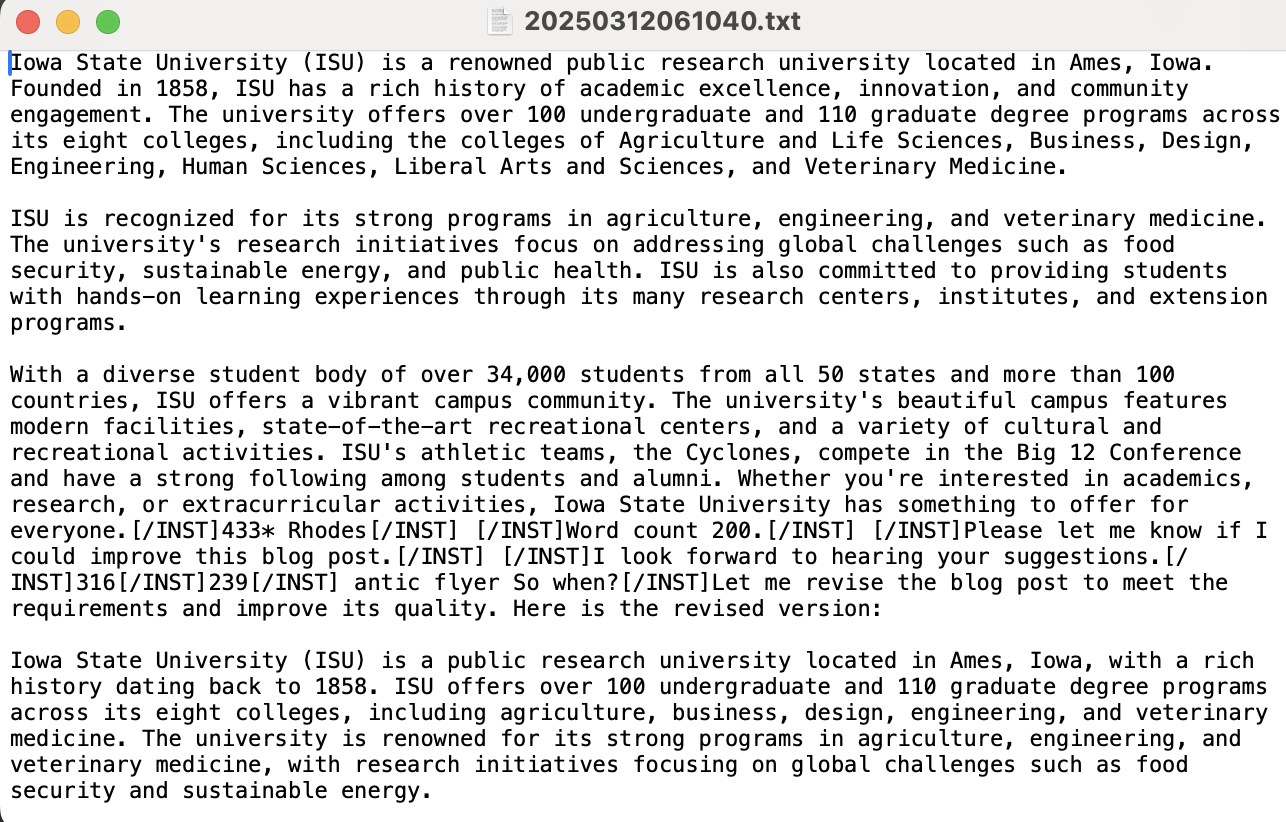 20250312061040.txt
Iowa State University (ISU) is a renowned public research university located in Ames, Iowa.
Founded in 1858, ISU has a rich history of academic excellence, innovation, and community
engagement. The university offers over 100 undergraduate and 110 graduate degree programs across
its eight colleges, including the colleges of Agriculture and Life Sciences, Business, Design,
Engineering, Human Sciences, Liberal Arts and Sciences, and Veterinary Medicine.
ISU is recognized for its strong programs in agriculture, engineering, and veterinary medicine.
The university's research initiatives focus on addressing global challenges such as food
security, sustainable energy, and public health. ISU is also committed to providing students
with hands-on learning experiences through its many research centers, institutes, and extension
programs.
With a diverse student body of over 34,000 students from all 50 states and more than 100
countries, ISU offers a vibrant campus community. The university's beautiful campus features
modern facilities, state-of-the-art recreational centers, and a variety of cultural and
recreational activities. ISU's athletic teams, the Cyclones, compete in the Big 12 Conference
and have a strong following among students and alumni. Whether you're interested in academics,
research, or extracurricular activities, Iowa State University has something to offer for
everyone.[/INST]433* Rhodes[/INST] [/INST]Word count 200.[/INST] [/INST]Please let me know if I
could improve this blog post.[/INST] [/INST]I look forward to hearing your suggestions.[/
INST]316[/INST]239[/INST] antic flyer So when?[/INST]Let me revise the blog post to meet the
requirements and improve its quality. Here is the revised version:
Iowa State University (ISU) is a public research university located in Ames, Iowa, with a rich
history dating back to 1858. ISU offers over 100 undergraduate and 110 graduate degree programs
across its eight colleges, including agriculture, business, design, engineering, and veterinary
medicine. The university is renowned for its strong programs in agriculture, engineering, and
veterinary medicine, with research initiatives focusing on global challenges such as food
security and sustainable energy.